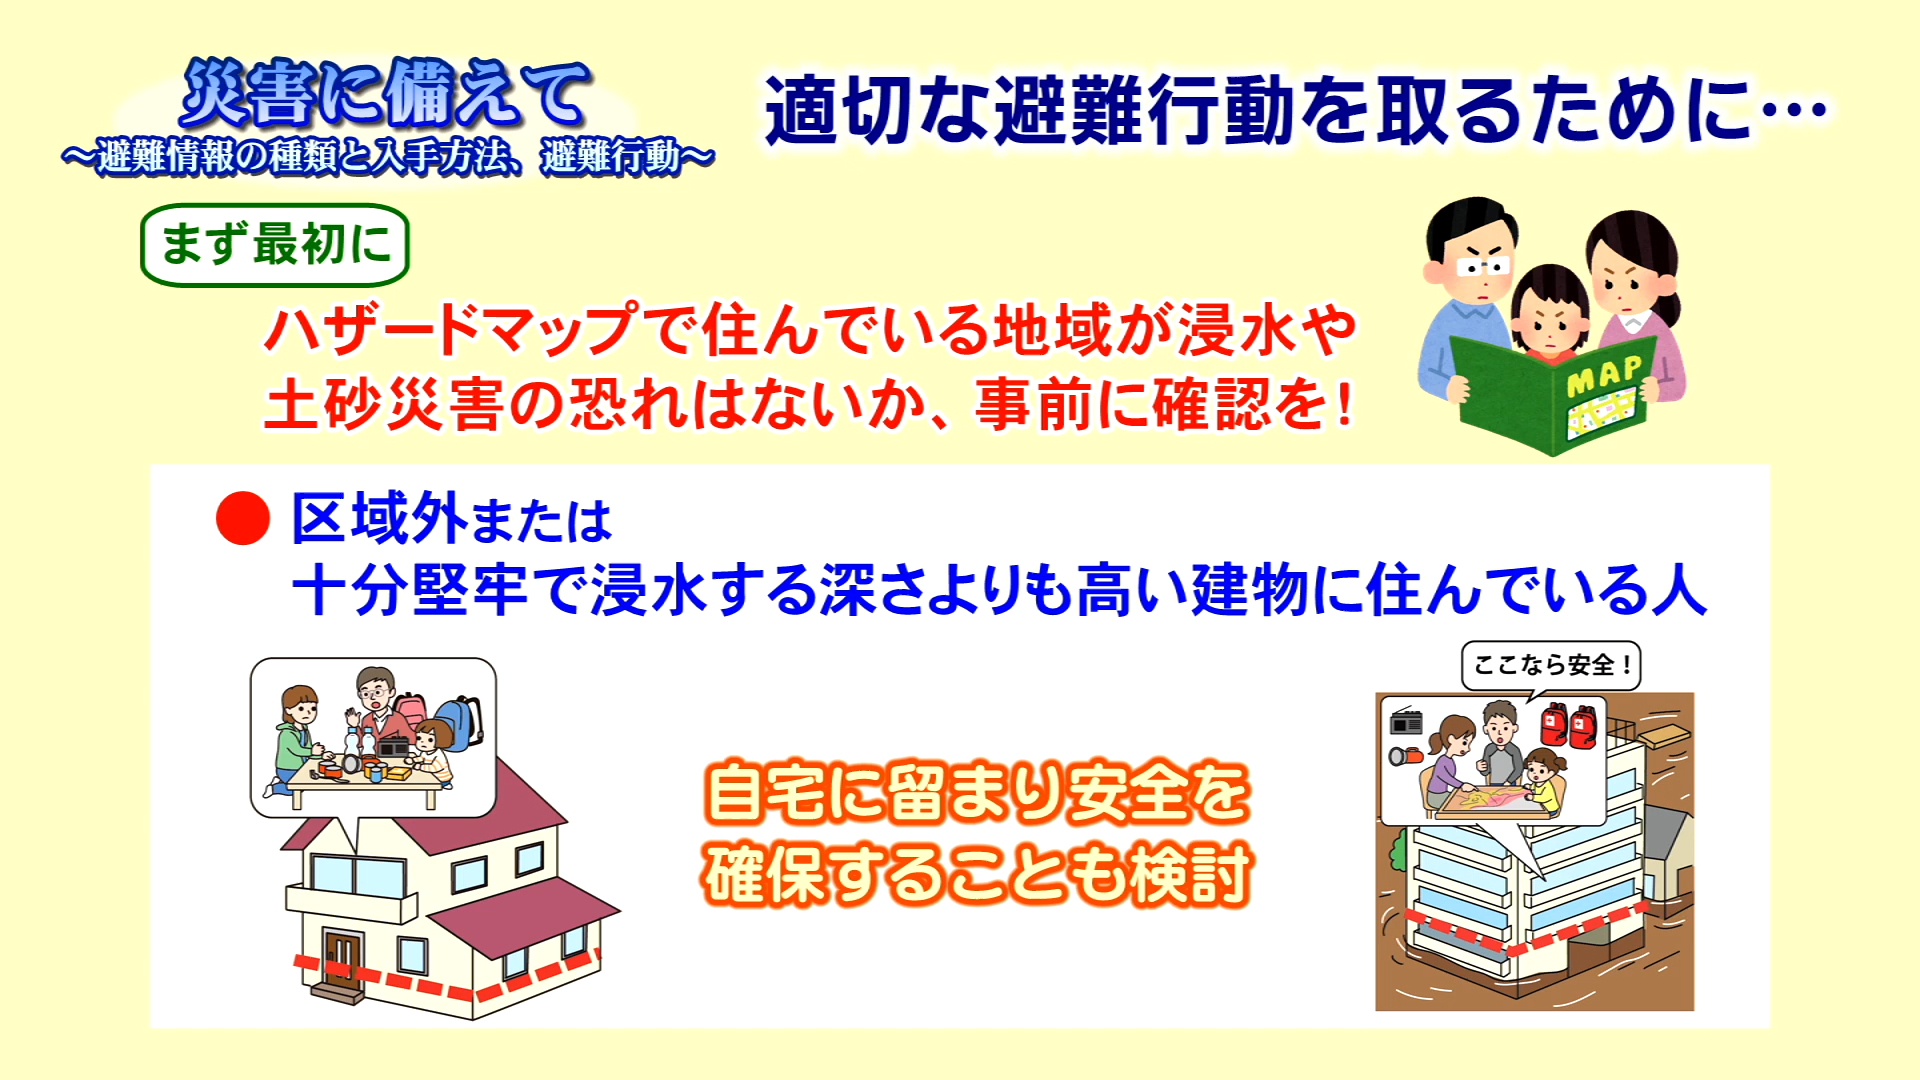 災害に備えて
～避難情報の種類と入手方法、避難行動～
適切な避難行動を取るために…
まず最初に
ハザードマップで住んでいる地域が浸水や
土砂災害の恐れはないか、事前に確認を！
MAP
区域外または
十分堅牢で浸水する深さよりも高い建物に住んでいる人
ここなら安全！
自宅に留まり安全を
確保することも検討